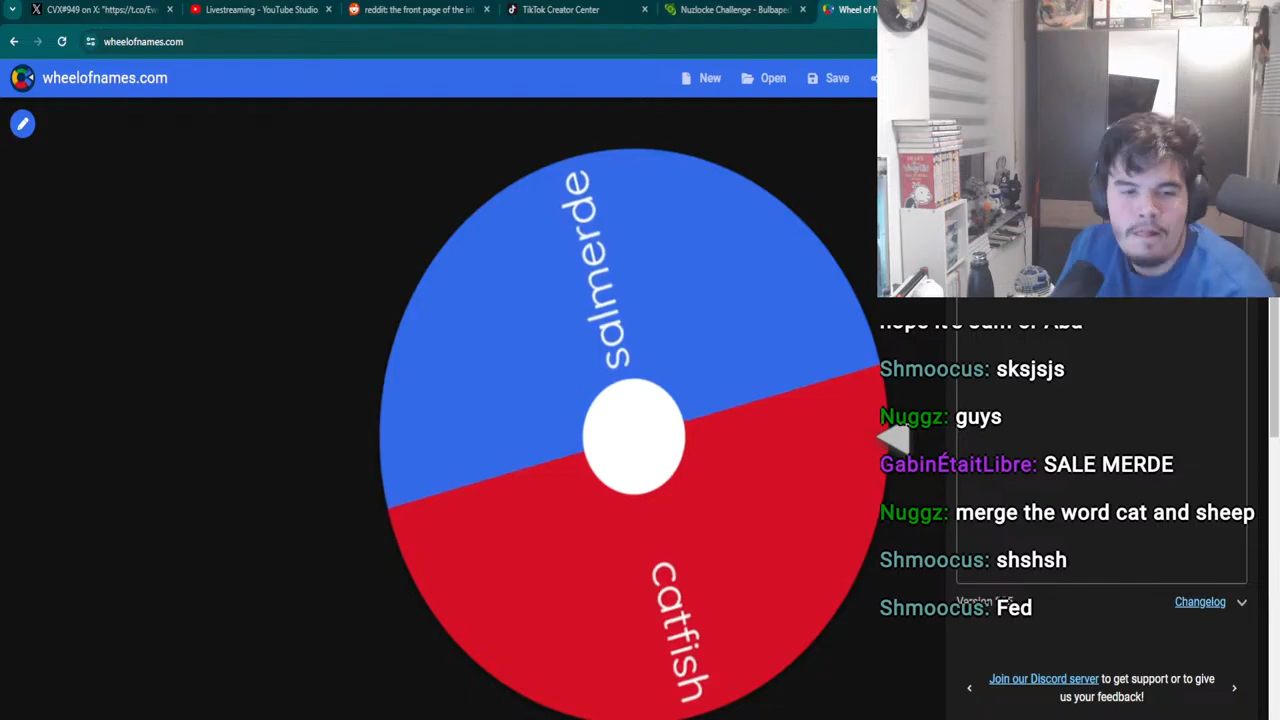 CVX#949 on X: "https://t.co/Ew
Livestreaming - YouTube Studio
reddit: the front page of the int
TikTok Creator Center
Nuzlocke Challenge - Bulbaped
Wheel of N
wheelofnames.com
wheelofnames.com
New
Open
Save
salmerde
catfish
Shmoocus: sksjsjs
Nuggz: guys
GabinÉtaitLibre: SALE MERDE
Nuggz: merge the word cat and sheep
Shmoocus: shshsh
Changelog
Shmoocus: Fed
Join our Discord server to get support or to give
us your feedback!